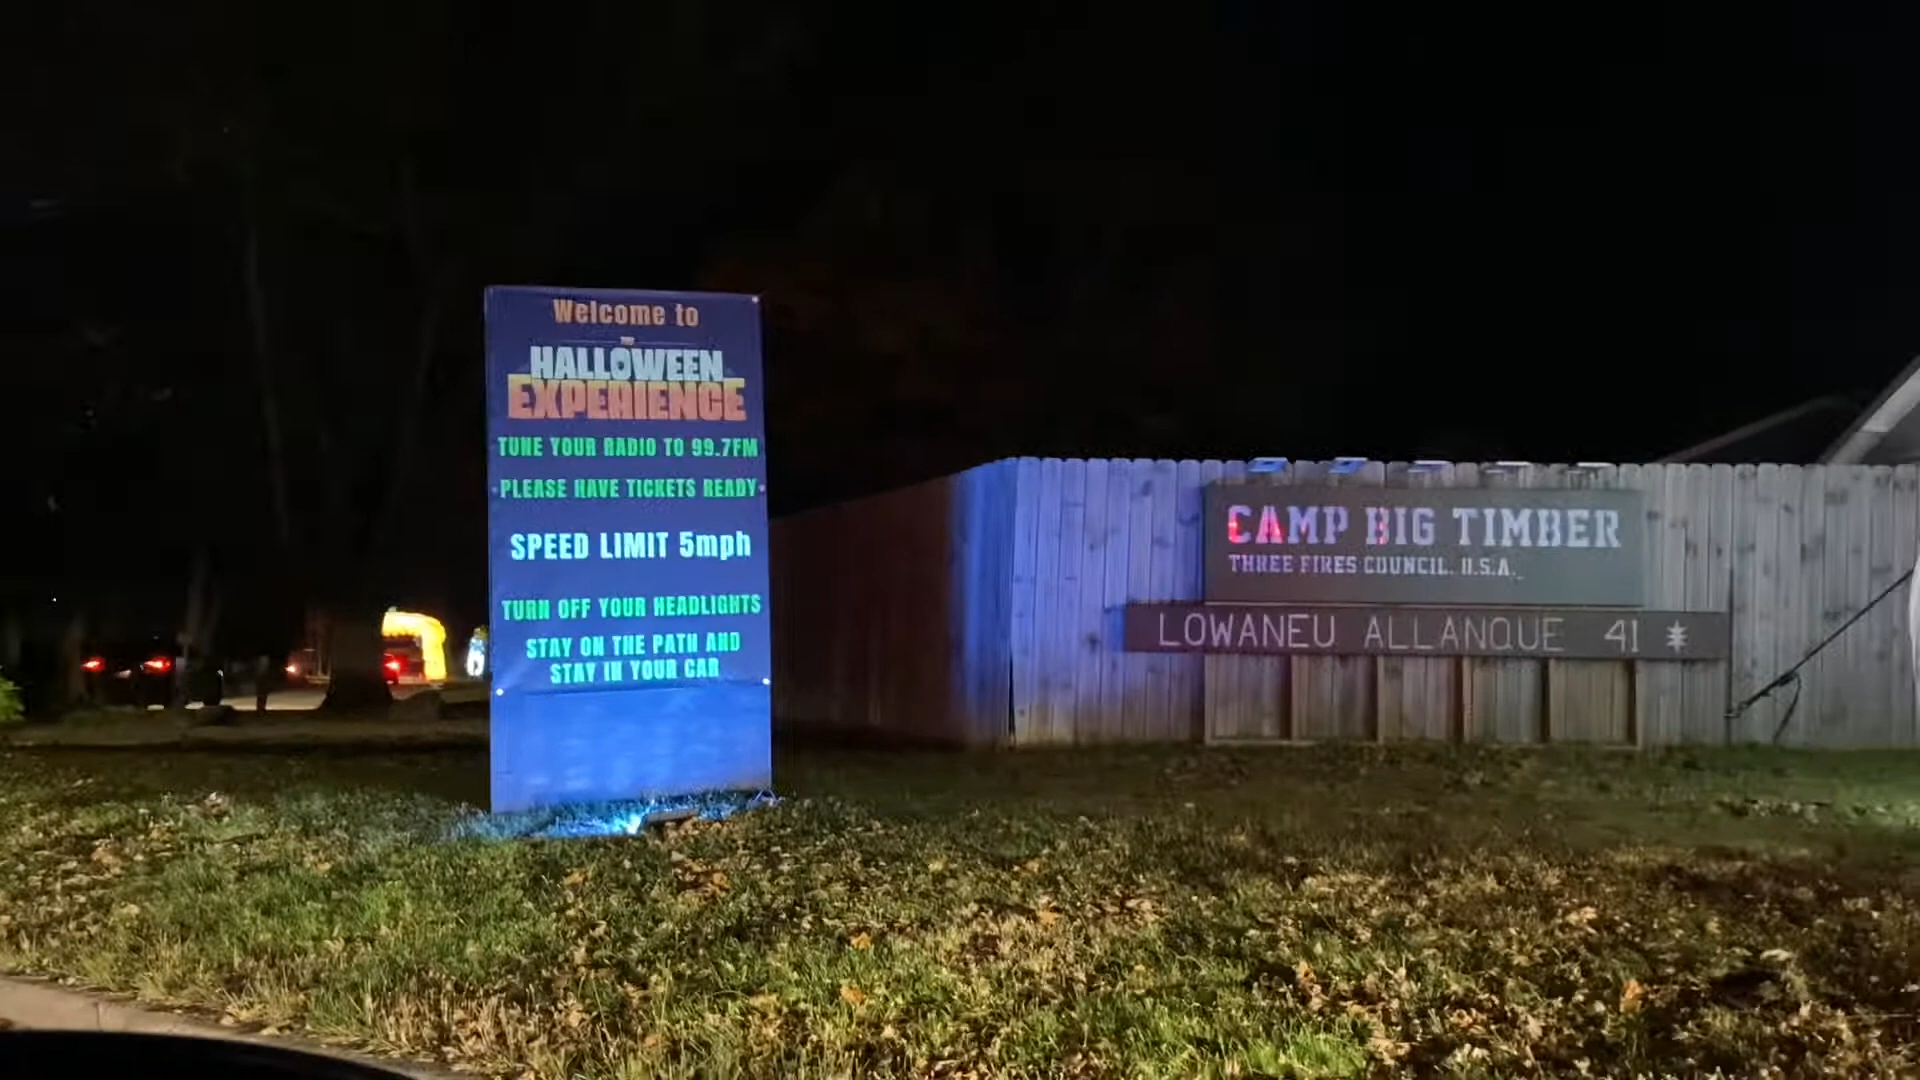 Welcome to
THE
HALLOWEEN
EXPERIENCE
TUNE YOUR RADIO TO 99.7FM
PLEASE HAVE TICKETS READY
SPEED LIMIT 5mph
TURN OFF YOUR HEADLIGHTS
STAY ON THE PATH AND
STAY IN YOUR CAR
CAMP BIG TIMBER
THREE FIRES COUNCIL, B.S.A.
LOWANEU ALLANQUE 41